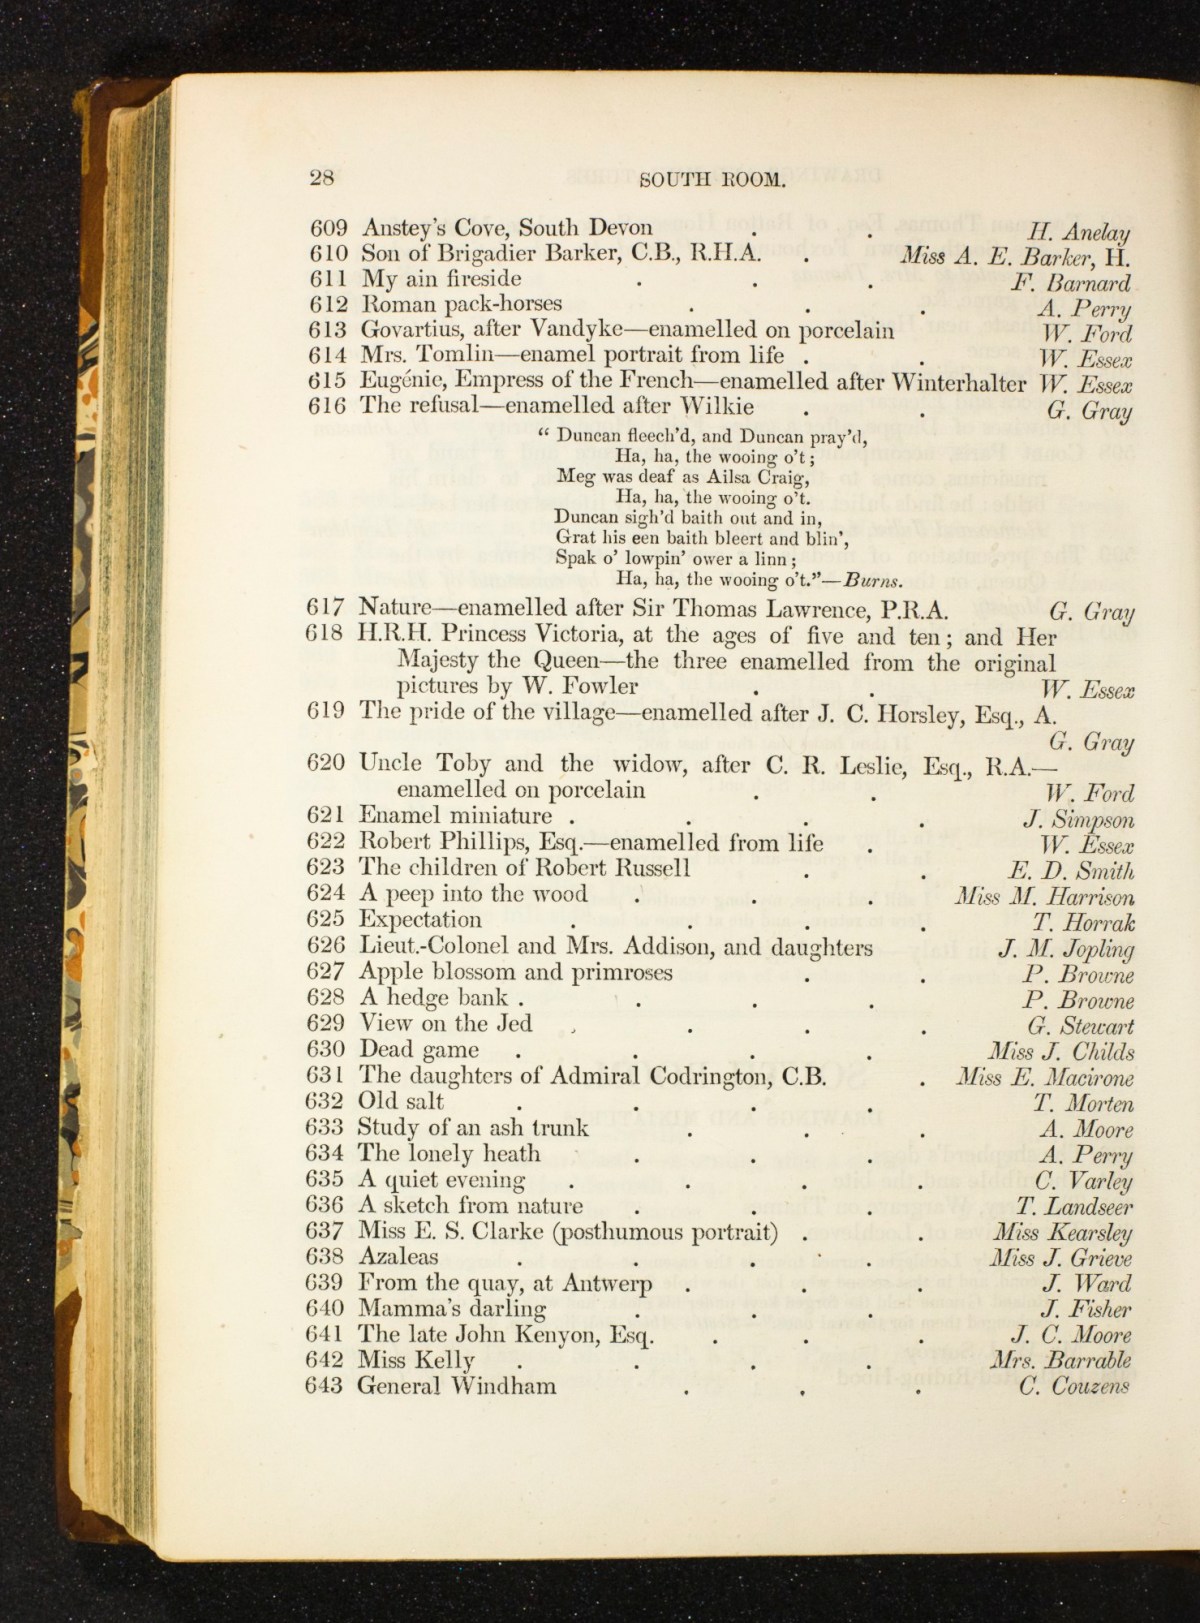 28 SOUTH ROOM.
609 Anstey's Cove, South Devon . . H. Anelay
610 Son of Brigadier Barker, C.B., R.H.A. . Miss A. E. Barker, H.
611 My ain fireside . . . F. Barnard
612 Roman pack-horses . . . A. Perry
613 Govartius, after Vandyke—enamelled on porcelain W. Ford
614 Mrs. Tomlin—enamel portrait from life . . W. Essex
615 Eugénie, Empress of the French—enamelled after Winterhalter W. Essex
616 The refusal—enamelled after Wilkie . . G. Gray
“ Duncan fleech'd, and Duncan pray'd,
Ha, ha, the wooing o't;
Meg was deaf as Ailsa Craig,
Ha, ha, the wooing o't.
Duncan sigh'd baith out and in,
Grat his een baith bleert and blin',
Spak o' lowpin' ower a linn;
Ha, ha, the wooing o't.”—Burns.
617 Nature—enamelled after Sir Thomas Lawrence, P.R.A. G. Gray
618 H.R.H. Princess Victoria, at the ages of five and ten; and Her
Majesty the Queen—the three enamelled from the original
pictures by W. Fowler . . W. Essex
619 The pride of the village—enamelled after J. C. Horsley, Esq., A.
G. Gray
620 Uncle Toby and the widow, after C. R. Leslie, Esq., R.A.—
enamelled on porcelain . . W. Ford
621 Enamel miniature . . . . J. Simpson
622 Robert Phillips, Esq.—enamelled from life . W. Essex
623 The children of Robert Russell . . E. D. Smith
624 A peep into the wood . . . Miss M. Harrison
625 Expectation . . . . T. Horrak
626 Lieut.-Colonel and Mrs. Addison, and daughters J. M. Jopling
627 Apple blossom and primroses . . P. Browne
628 A hedge bank . . . . P. Browne
629 View on the Jed . . . . G. Stewart
630 Dead game . . . . Miss J. Childs
631 The daughters of Admiral Codrington, C.B. . Miss E. Macirone
632 Old salt . . . . T. Morten
633 Study of an ash trunk . . . A. Moore
634 The lonely heath . . . A. Perry
635 A quiet evening . . . . C. Varley
636 A sketch from nature . . . T. Landseer
637 Miss E. S. Clarke (posthumous portrait) . . Miss Kearsley
638 Azaleas . . . . Miss J. Grieve
639 From the quay, at Antwerp . . . J. Ward
640 Mamma's darling . . . J. Fisher
641 The late John Kenyon, Esq. . . . J. C. Moore
642 Miss Kelly . . . . Mrs. Barrable
643 General Windham . . . C. Couzens